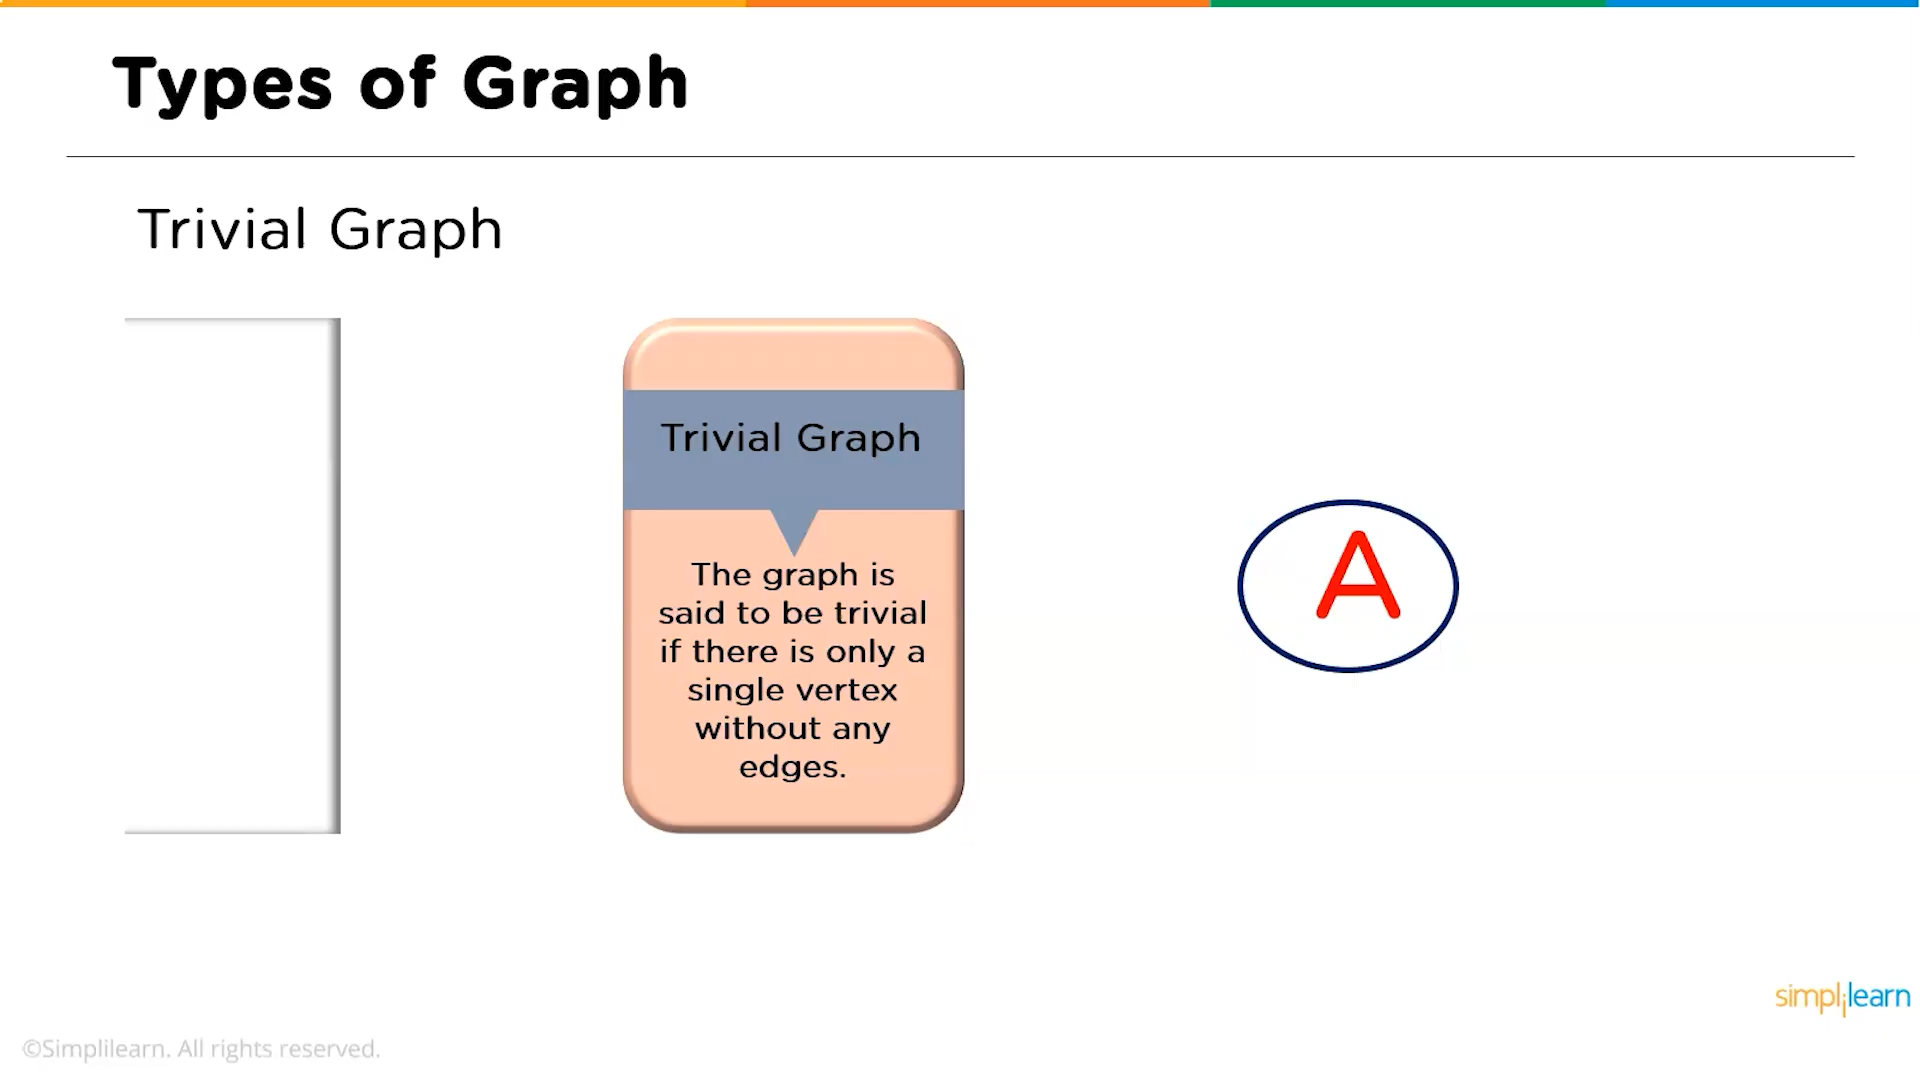 Types of Graph
Trivial Graph
Trivial Graph
The graph is
said to be trivial
if there is only a
single vertex
without any
edges.
A
simplilearn
©Simplilearn. All rights reserved.